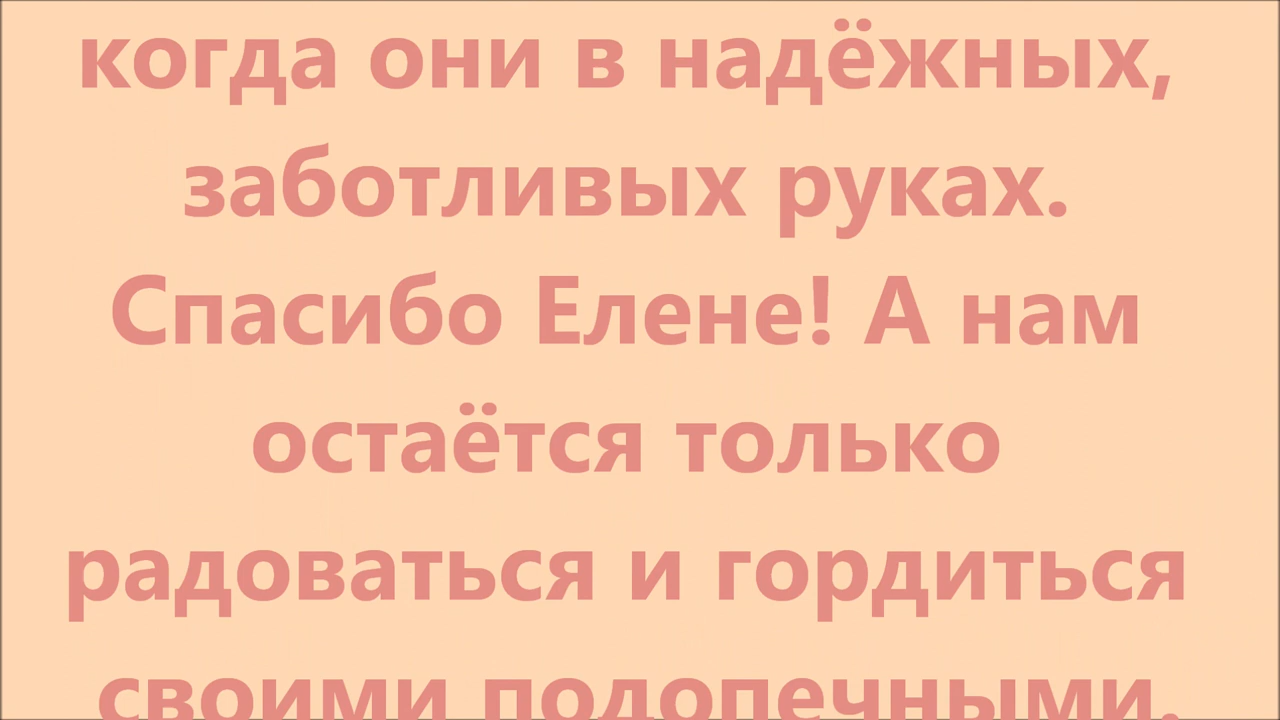 когда они в надёжных,
заботливых руках.
Спасибо Елене! А нам
остаётся только
радоваться и гордиться
своими подопечными.